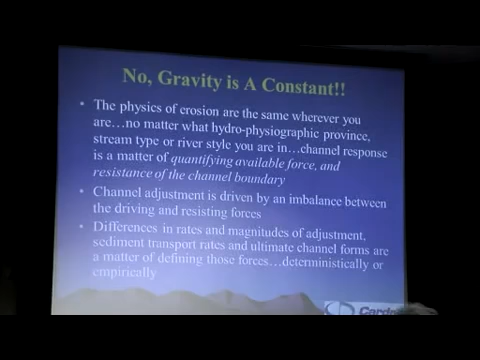 No, Gravity is A Constant!!
• The physics of erosion are the same wherever you
are…no matter what hydro-physiographic province,
stream type or river style you are in…channel response
is a matter of quantifying available force, and
resistance of the channel boundary
• Channel adjustment is driven by an imbalance between
the driving and resisting forces
• Differences in rates and magnitudes of adjustment,
sediment transport rates and ultimate channel forms are
a matter of defining those forces…deterministically or
empirically